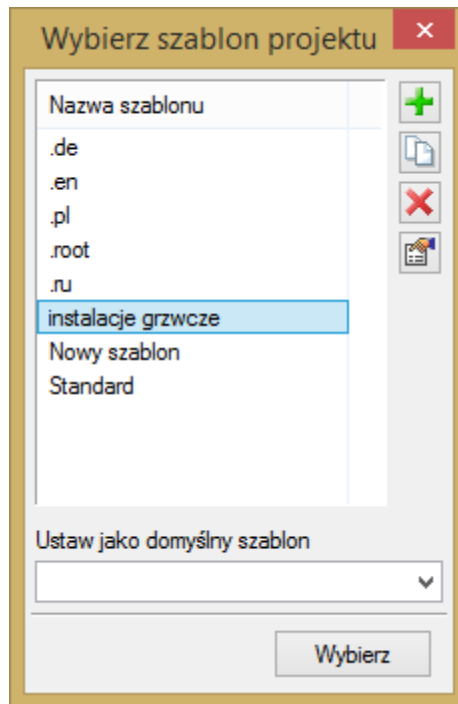 Wybierz szablon projektu
Nazwa szablonu
.de
.en
.pl
.root
.ru
instalacje grzwcze
Nowy szablon
Standard
Ustaw jako domyślny szablon
Wybierz